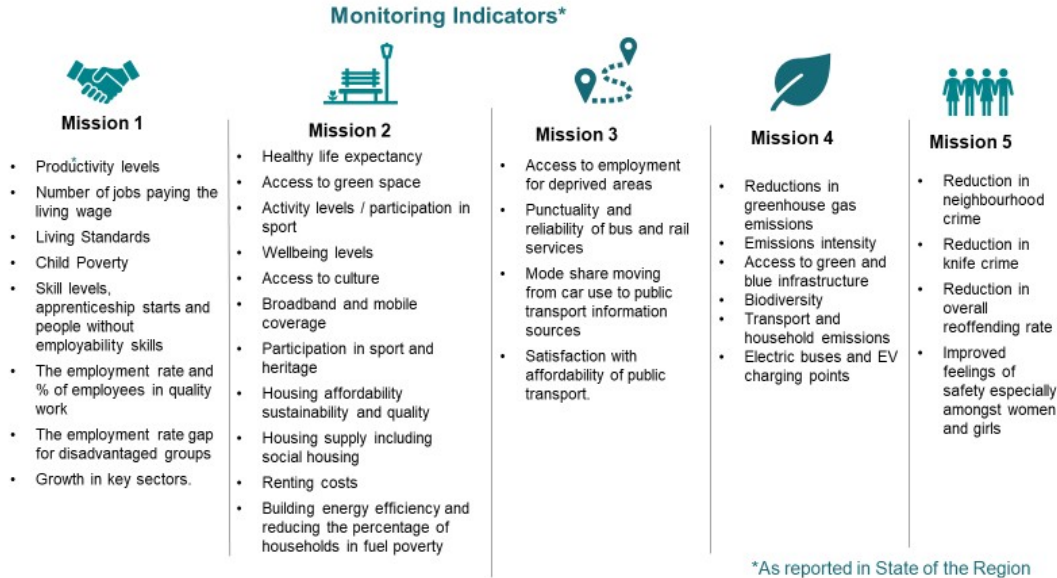 Monitoring Indicators*
Mission 1
• Productivity levels
• Number of jobs paying the
living wage
• Living Standards
• Child Poverty
• Skill levels,
apprenticeship starts and
people without
employability skills
• The employment rate and
% of employees in quality
work
• The employment rate gap
for disadvantaged groups
• Growth in key sectors.
Mission 2
• Healthy life expectancy
• Access to green space
• Activity levels / participation in
sport
• Wellbeing levels
• Access to culture
• Broadband and mobile
coverage
• Participation in sport and
heritage
• Housing affordability
sustainability and quality
• Housing supply including
social housing
• Renting costs
• Building energy efficiency and
reducing the percentage of
households in fuel poverty
Mission 3
• Access to employment
for deprived areas
• Punctuality and
reliability of bus and rail
services
• Mode share moving
from car use to public
transport information
sources
• Satisfaction with
affordability of public
transport.
Mission 4
• Reductions in
greenhouse gas
emissions
• Emissions intensity
• Access to green and
blue infrastructure
• Biodiversity
• Transport and
household emissions
• Electric buses and EV
charging points
Mission 5
• Reduction in
neighbourhood
crime
• Reduction in
knife crime
• Reduction in
overall
reoffending rate
• Improved
feelings of
safety especially
amongst women
and girls
*As reported in State of the Region